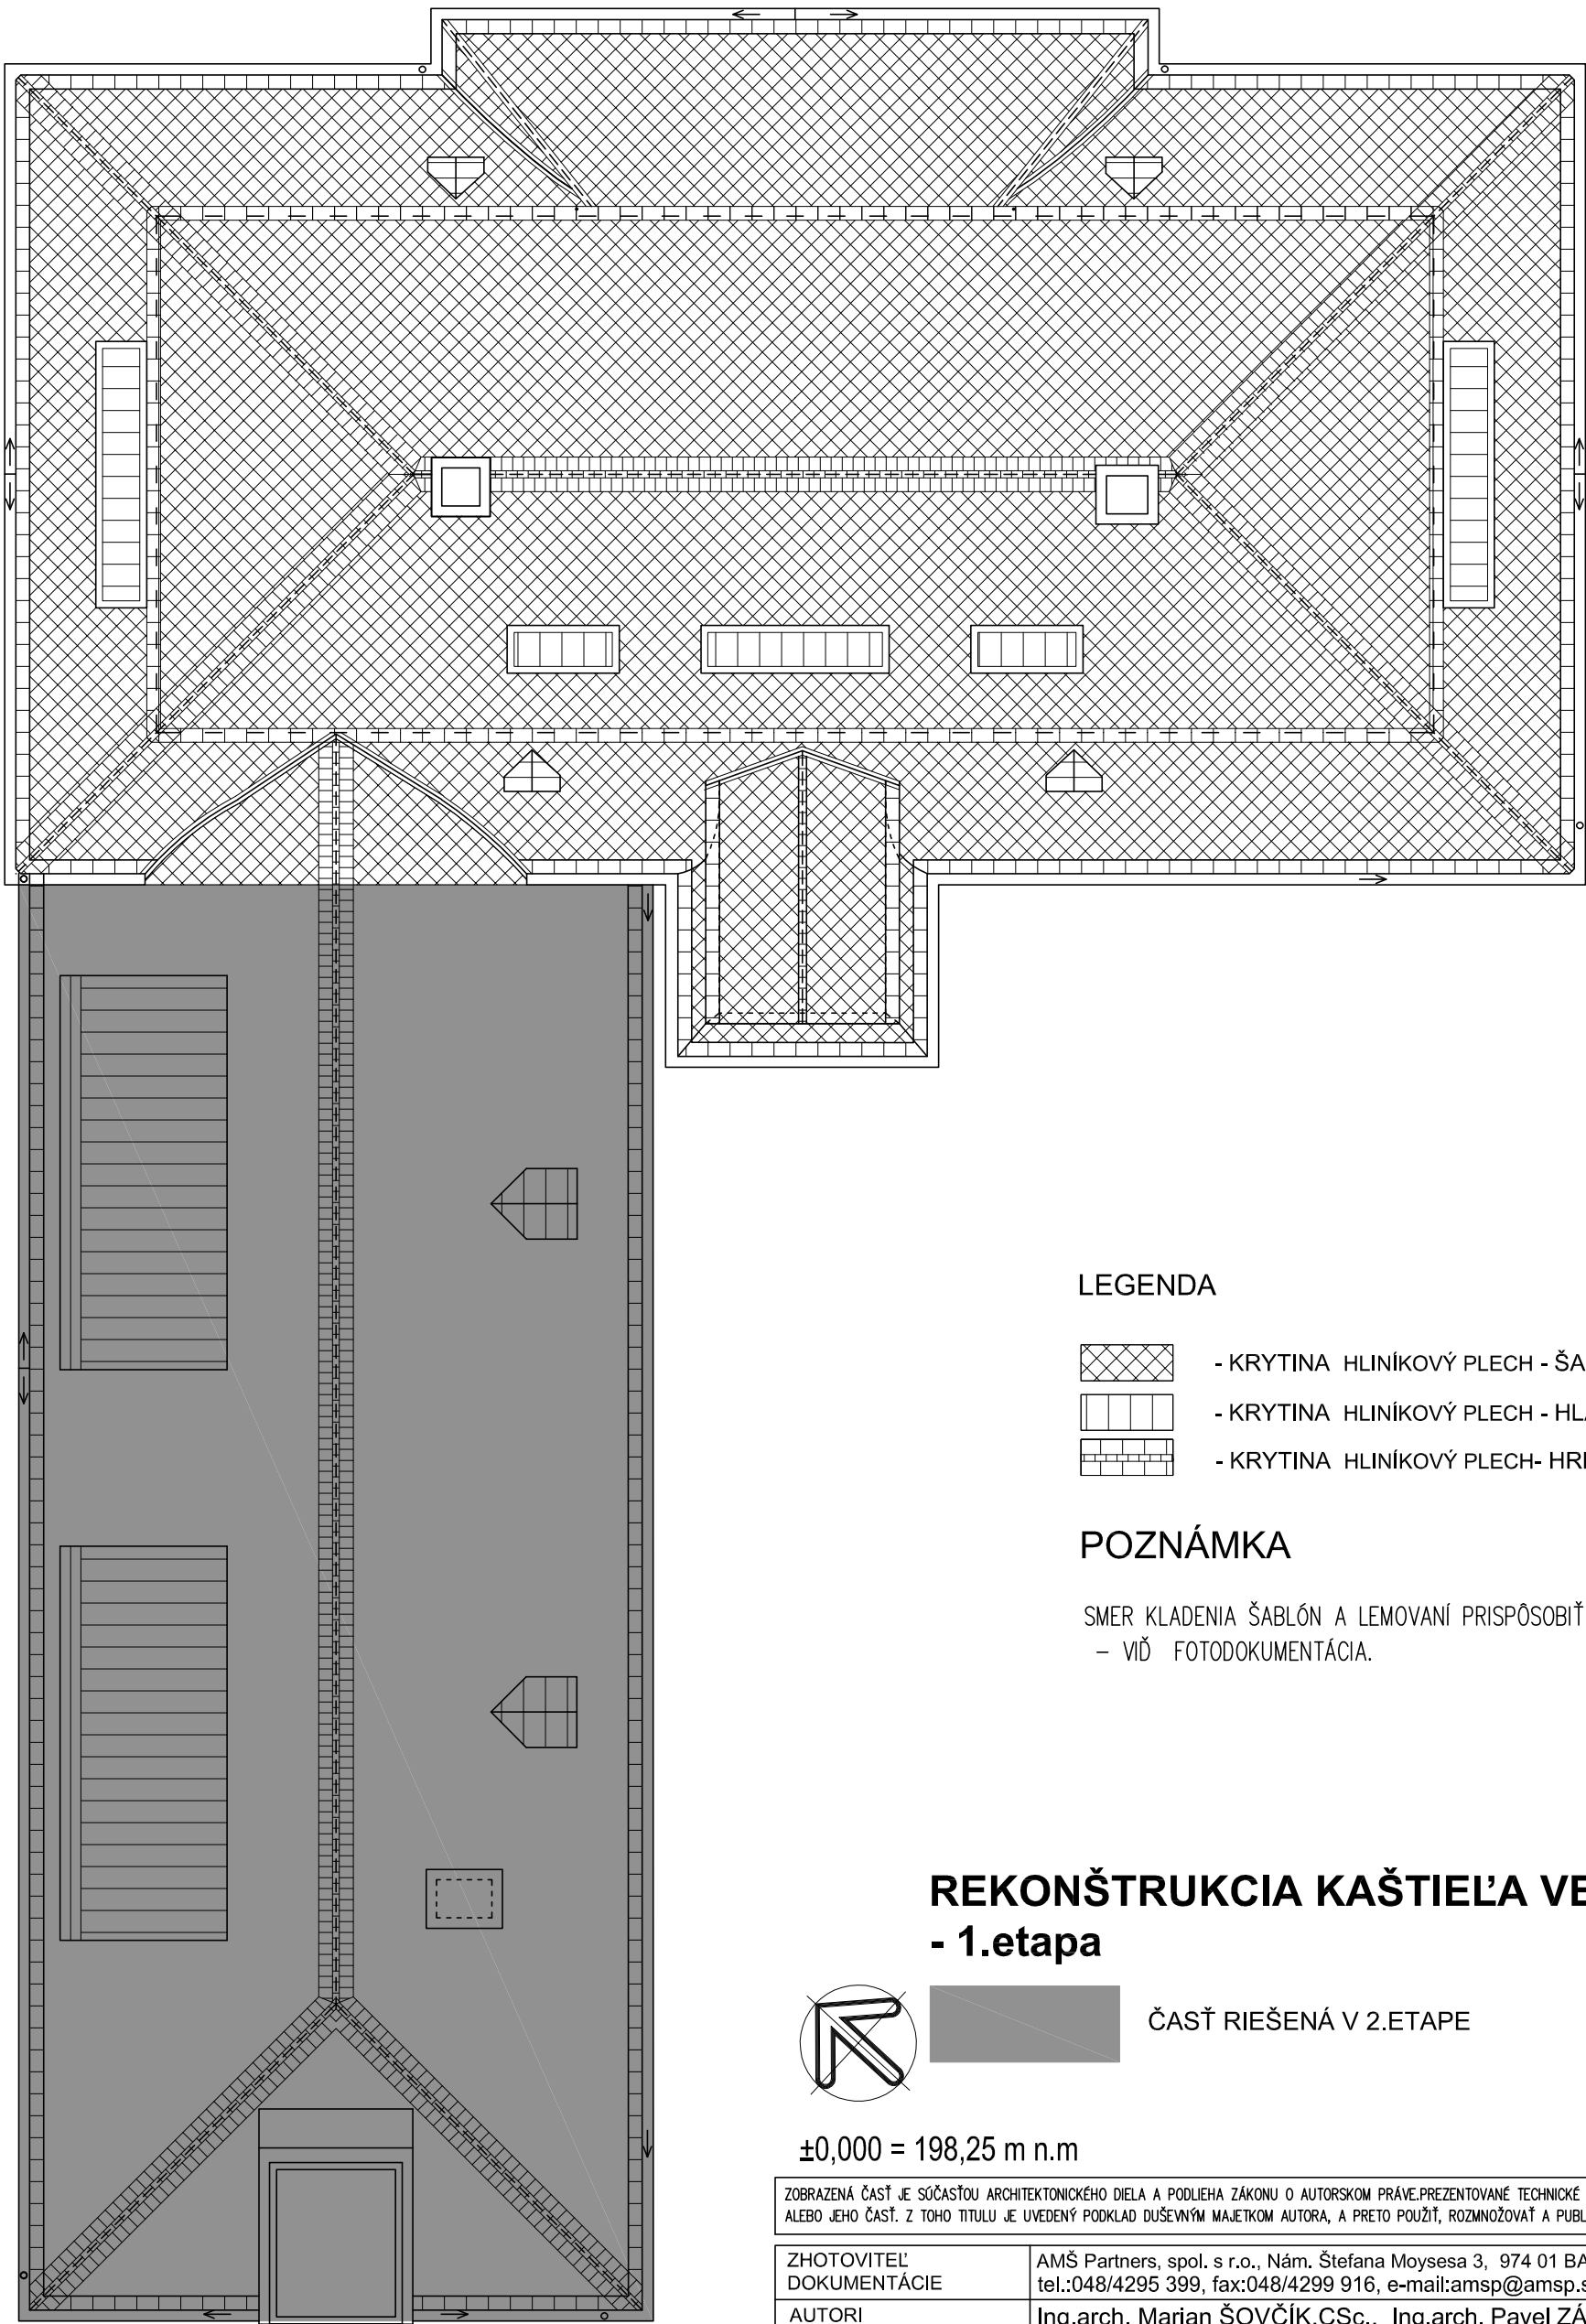 LEGENDA
- KRYTINA HLINÍKOVÝ PLECH - ŠA
- KRYTINA HLINÍKOVÝ PLECH - HL
- KRYTINA HLINÍKOVÝ PLECH- HR
POZNÁMKA
SMER KLADENIA ŠABLÓN A LEMOVANÍ PRISPÔSOBIŤ
– VIĎ FOTODOKUMENTÁCIA.
REKONŠTRUKCIA KAŠTIEĽA VE
- 1.etapa
ČASŤ RIEŠENÁ V 2.ETAPE
±0,000 = 198,25 m n.m
ZOBRAZENÁ ČASŤ JE SÚČASŤOU ARCHITEKTONICKÉHO DIELA A PODLIEHA ZÁKONU O AUTORSKOM PRÁVE.PREZENTOVANÉ TECHNICKÉ
ALEBO JEHO ČASŤ. Z TOHO TITULU JE UVEDENÝ PODKLAD DUŠEVNÝM MAJETKOM AUTORA, A PRETO POUŽIŤ, ROZMNOŽOVAŤ A PUBL
ZHOTOVITEĽ
DOKUMENTÁCIE
AMŠ Partners, spol. s r.o., Nám. Štefana Moysesa 3, 974 01 BA
tel.:048/4295 399, fax:048/4299 916, e-mail:amsp@amsp.s
AUTORI
Ing.arch. Marian ŠOVČÍK,CSc., Ing.arch. Pavel ZÁ